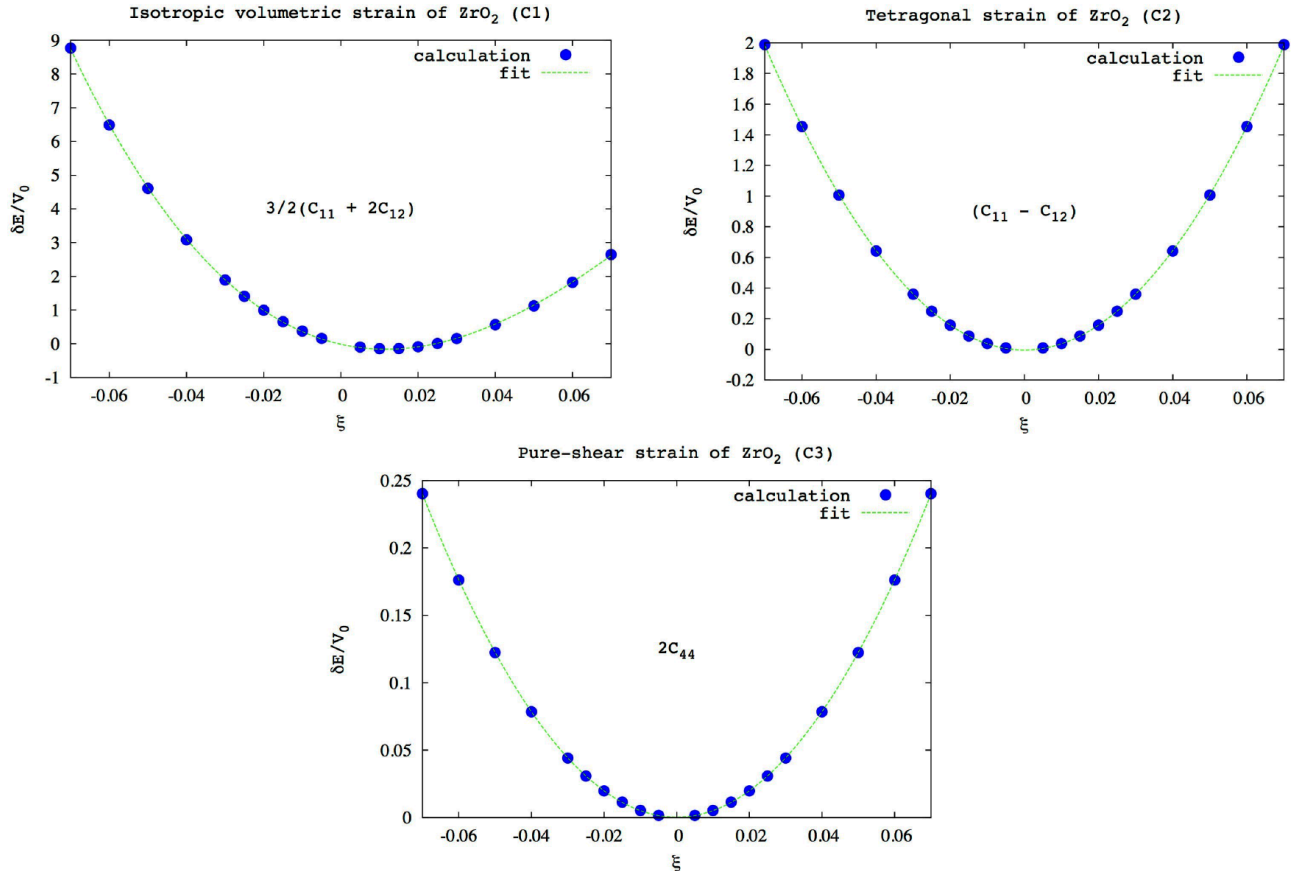 Isotropic volumetric strain of ZrO₂ (C1)
9
8
7
6
5
4
3
2
1
0
-1
δE/V₀
calculation
fit
3/2(C₁₁ + 2C₁₂)
-0.06
-0.04
-0.02
0
0.02
0.04
0.06
ξ
Tetragonal strain of ZrO₂ (C2)
2
1.8
1.6
1.4
1.2
1
0.8
0.6
0.4
0.2
0
-0.2
δE/V₀
calculation
fit
(C₁₁ − C₁₂)
-0.06
-0.04
-0.02
0
0.02
0.04
0.06
ξ
Pure-shear strain of ZrO₂ (C3)
0.25
0.2
0.15
0.1
0.05
0
δE/V₀
calculation
fit
2C₄₄
-0.06
-0.04
-0.02
0
0.02
0.04
0.06
ξ